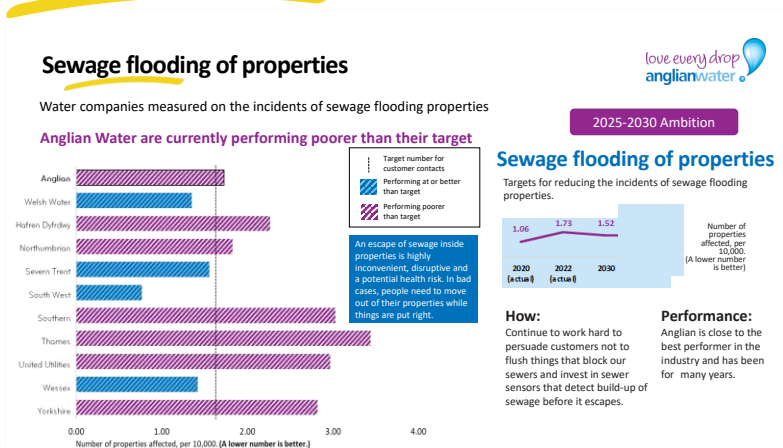 Sewage flooding of properties
love every drop
anglianwater
Water companies measured on the incidents of sewage flooding properties
2025-2030 Ambition
Anglian Water are currently performing poorer than their target
Anglian
Welsh Water
Hafren Dyfrdwy
Northumbrian
Severn Trent
South West
Southern
Thames
United Utilities
Wessex
Yorkshire
0.00 1.00 2.00 3.00 4.00
Number of properties affected, per 10,000. (A lower number is better.)
Target number for
customer contacts
Performing at or better
than target
Performing poorer
than target
An escape of sewage inside
properties is highly
inconvenient, disruptive and
a potential health risk. In bad
cases, people need to move
out of their properties while
things are put right.
Sewage flooding of properties
Targets for reducing the incidents of sewage flooding
properties.
1.06 1.73 1.52
2020 2022 2030
(actual) (actual)
Number of
properties
affected, per
10,000.
(A lower number
is better)
How:
Continue to work hard to
persuade customers not to
flush things that block our
sewers and invest in sewer
sensors that detect build-up of
sewage before it escapes.
Performance:
Anglian is close to the
best performer in the
industry and has been
for many years.